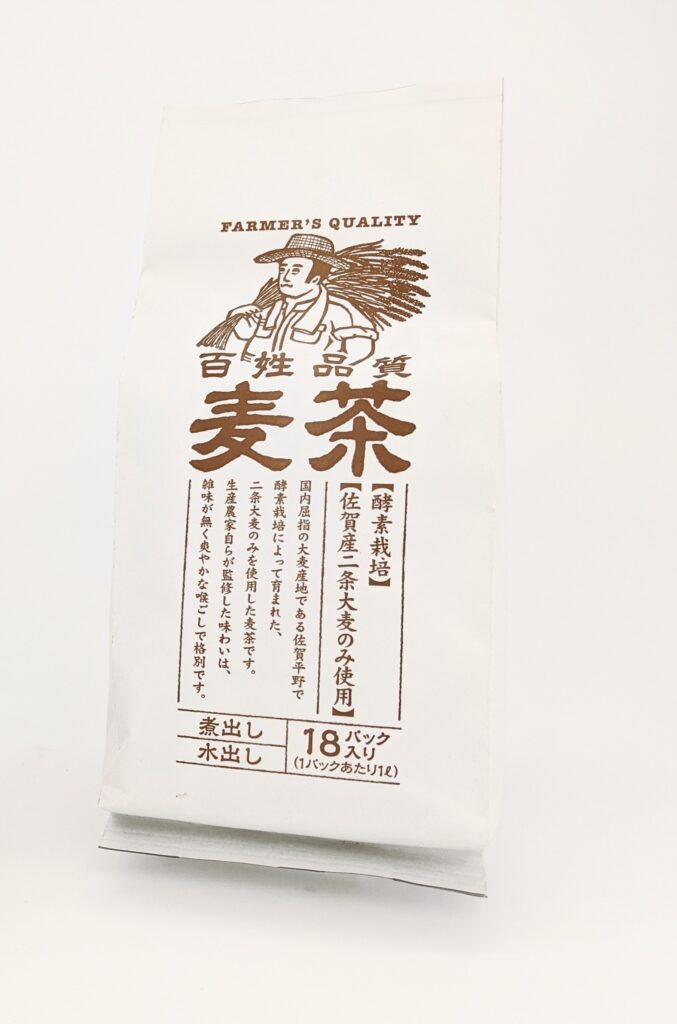 FARMER'S QUALITY
百姓品質
麦茶
【酵素栽培】
【佐賀産二条大麦のみ使用】
国内屈指の大麦産地である佐賀平野で
酵素栽培によって育まれた、
二条大麦のみを使用した麦茶です。
生産農家自らが監修した味わいは、
雑味が無く爽やかな喉ごしで格別です。
煮出し
水出し
18パック入り
(1パックあたり1ℓ)